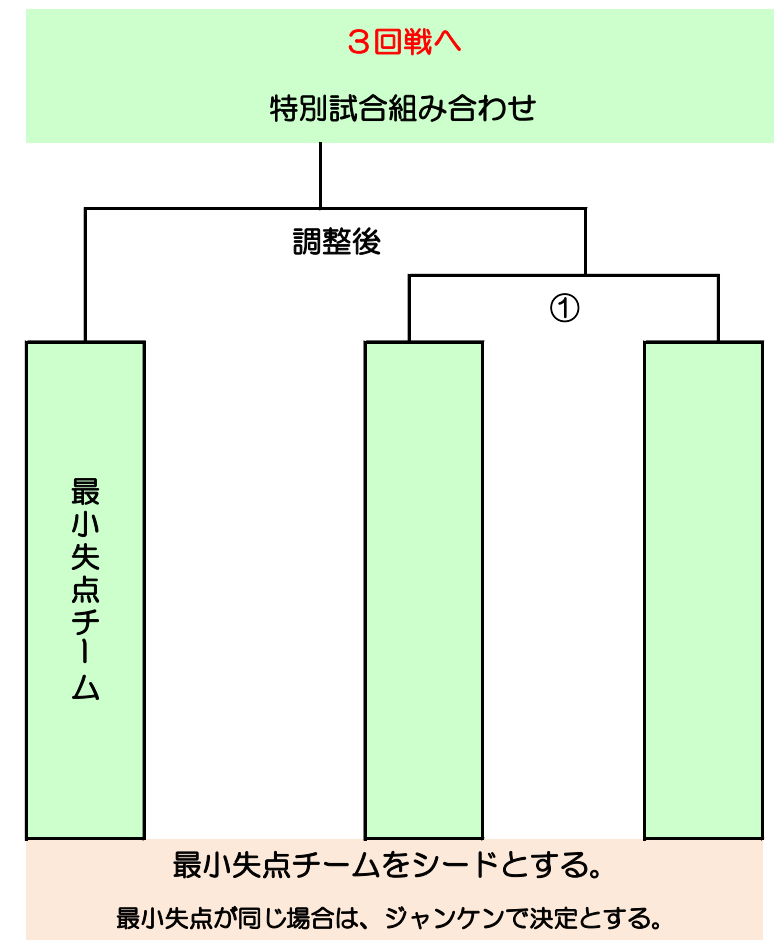 ３回戦へ
特別試合組み合わせ
調整後
①
最小失点チーム
最小失点チームをシードとする。
最小失点が同じ場合は、ジャンケンで決定とする。